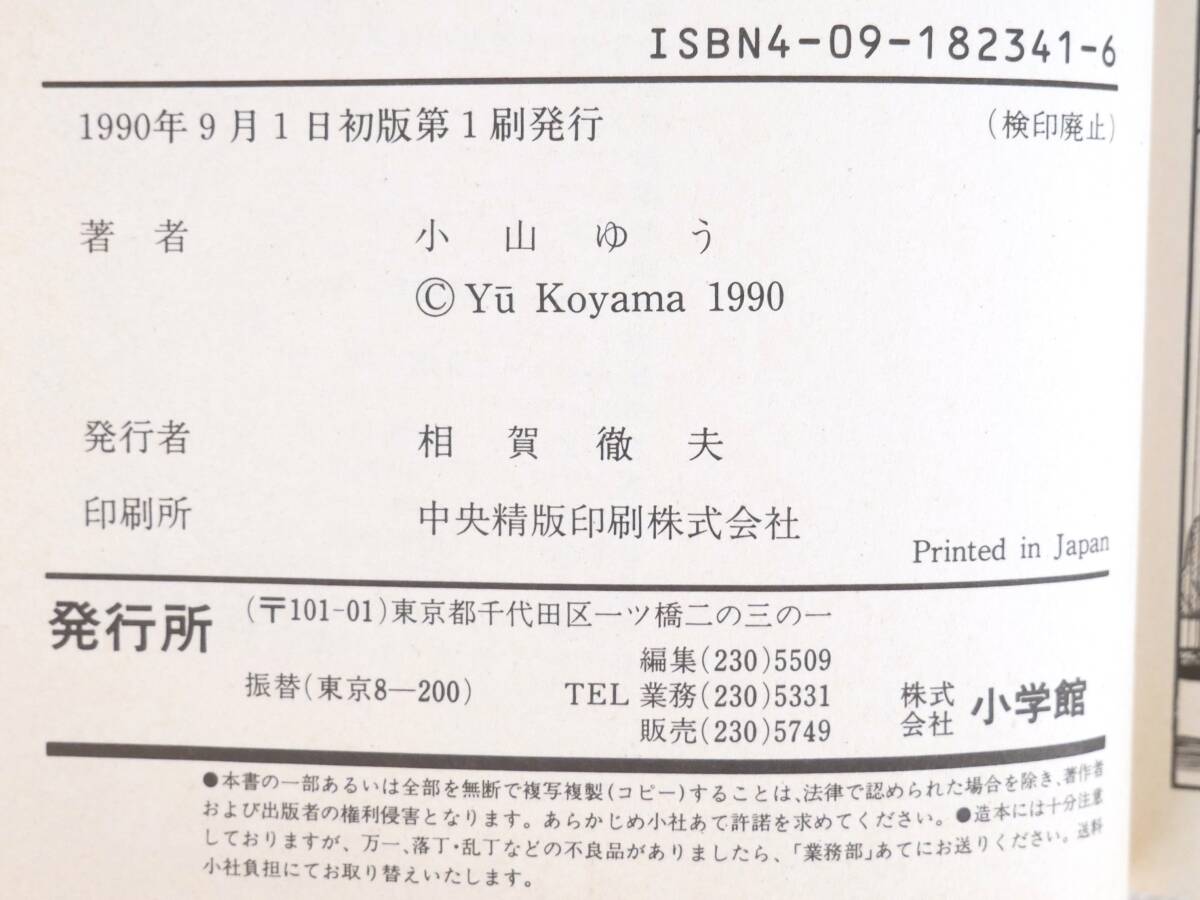 ISBN4-09-182341-6
1990年9月1日初版第1刷発行 (検印廃止)
著者 小山ゆう
© Yū Koyama 1990
発行者 相賀徹夫
印刷所 中央精版印刷株式会社
Printed in Japan
発行所 (〒101-01)東京都千代田区一ツ橋二の三の一
編集(230)5509
振替(東京8—200) TEL 業務(230)5331 株式会社 小学館
販売(230)5749
●本書の一部あるいは全部を無断で複写複製(コピー)することは、法律で認められた場合を除き、著作者
および出版者の権利侵害となります。あらかじめ小社あて許諾を求めてください。●造本には十分注意
しておりますが、万一、落丁・乱丁などの不良品がありましたら、「業務部」あてにお送りください。送料
小社負担にてお取り替えいたします。